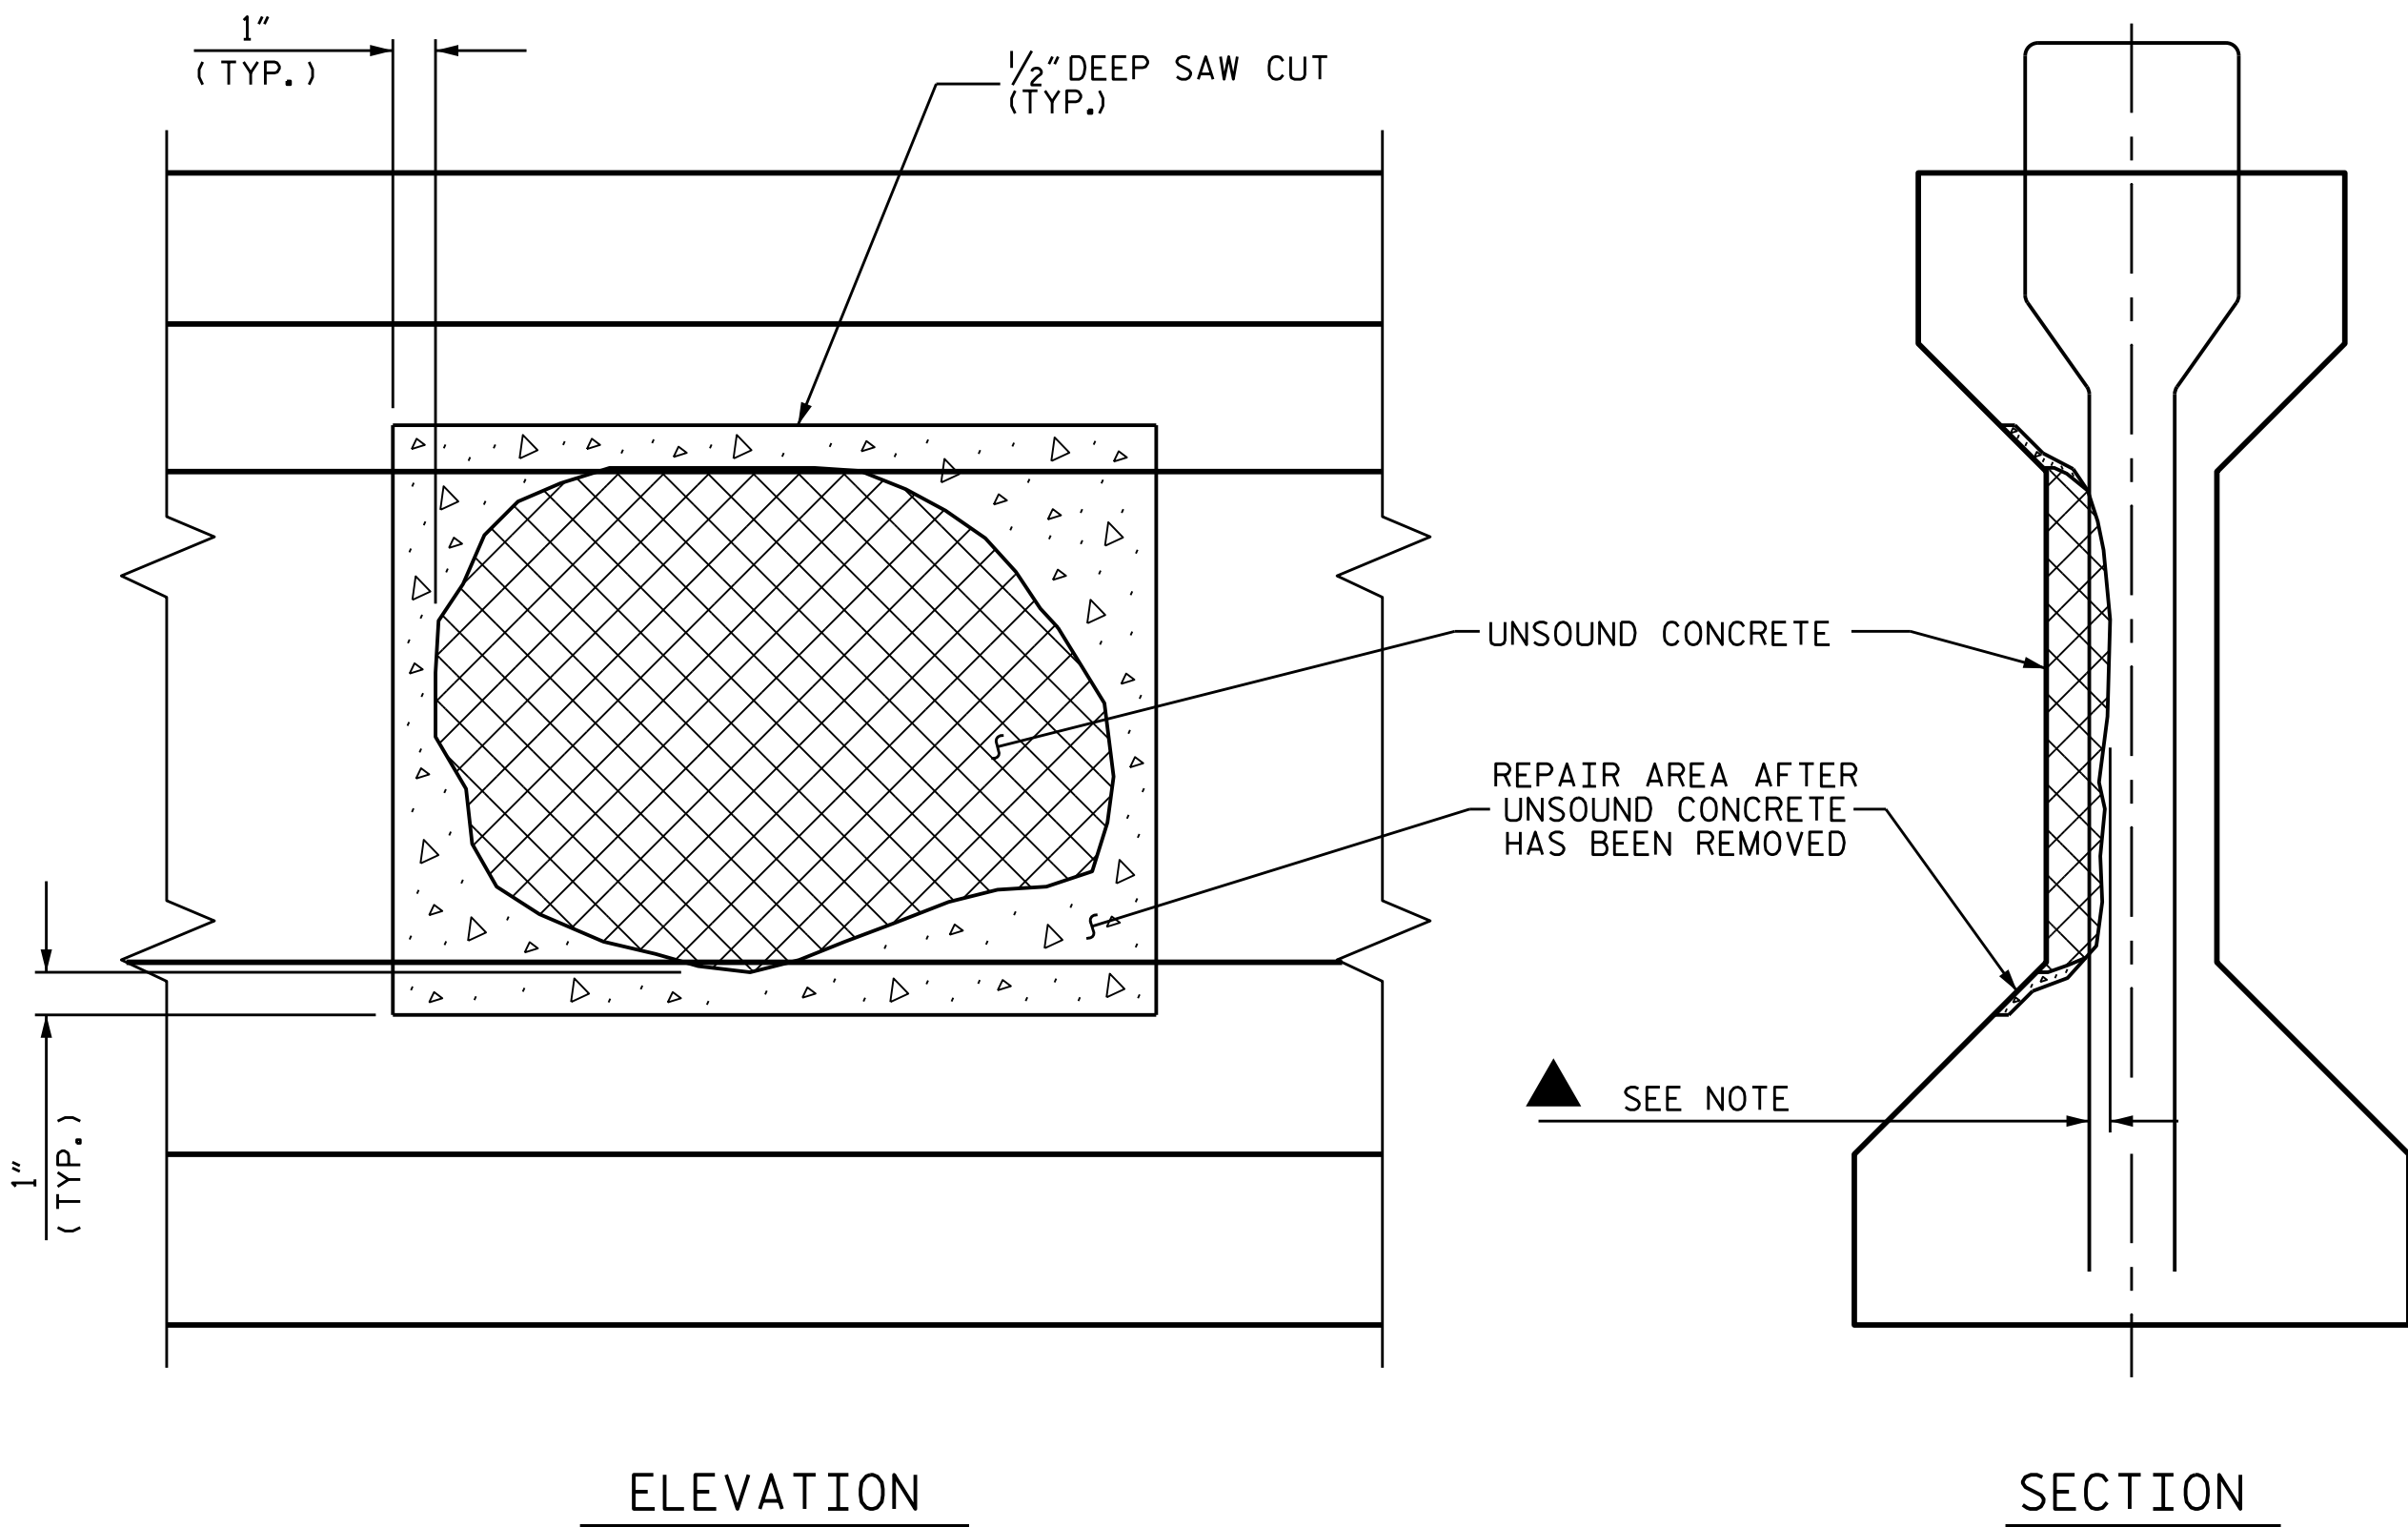 1"
(TYP.)
1/2" DEEP SAW CUT
(TYP.)
UNSOUND CONCRETE
REPAIR AREA AFTER
UNSOUND CONCRETE
HAS BEEN REMOVED
SEE NOTE
1"
(TYP.)
ELEVATION
SECTION